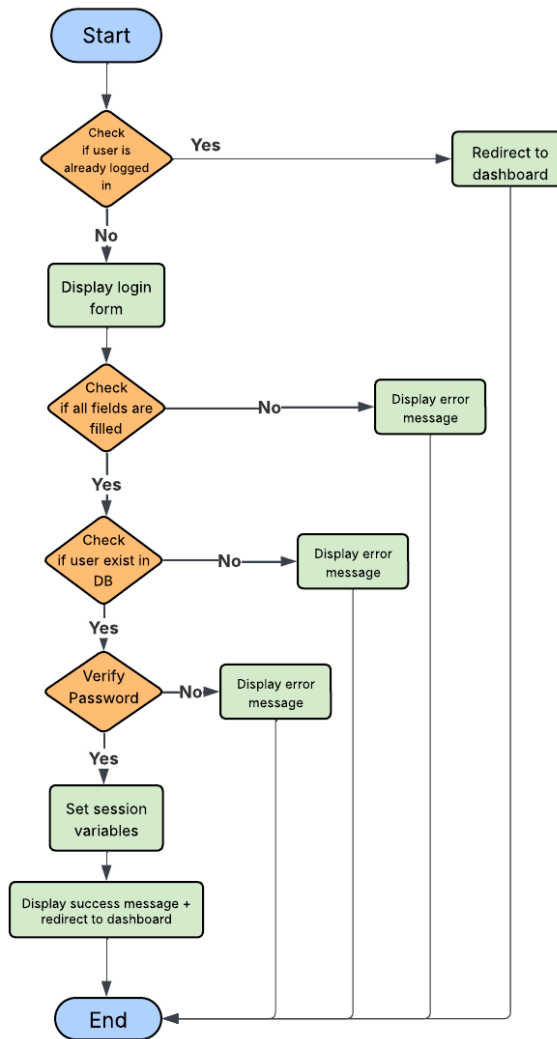 Start
Check
if user is
already logged
in
Yes
Redirect to
dashboard
No
Display login
form
Check
if all fields are
filled
No
Display error
message
Yes
Check
if user exist in
DB
No
Display error
message
Yes
Verify
Password
No
Display error
message
Yes
Set session
variables
Display success message +
redirect to dashboard
End